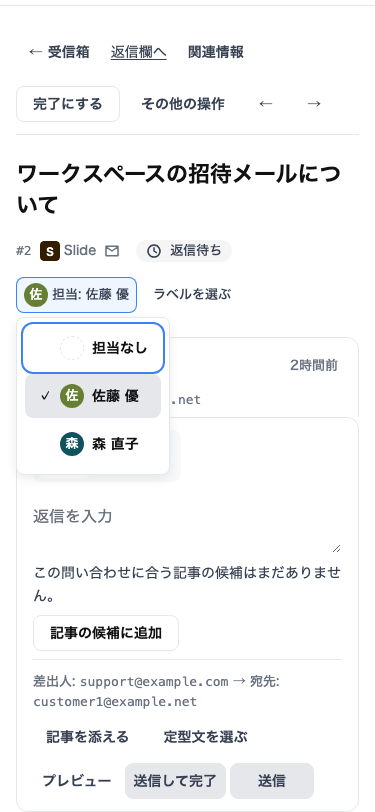 ← 受信箱 返信欄へ 関連情報
完了にする その他の操作 ← →
ワークスペースの招待メールにつ
いて
#2 S Slide 返信待ち
佐 担当: 佐藤 優 ラベルを選ぶ
担当なし
2時間前
✓ 佐 佐藤 優
.net
森 森 直子
返信を入力
この問い合わせに合う記事の候補はまだありませ
ん。
記事の候補に追加
差出人: support@example.com → 宛先:
customer1@example.net
記事を添える 定型文を選ぶ
プレビュー 送信して完了 送信